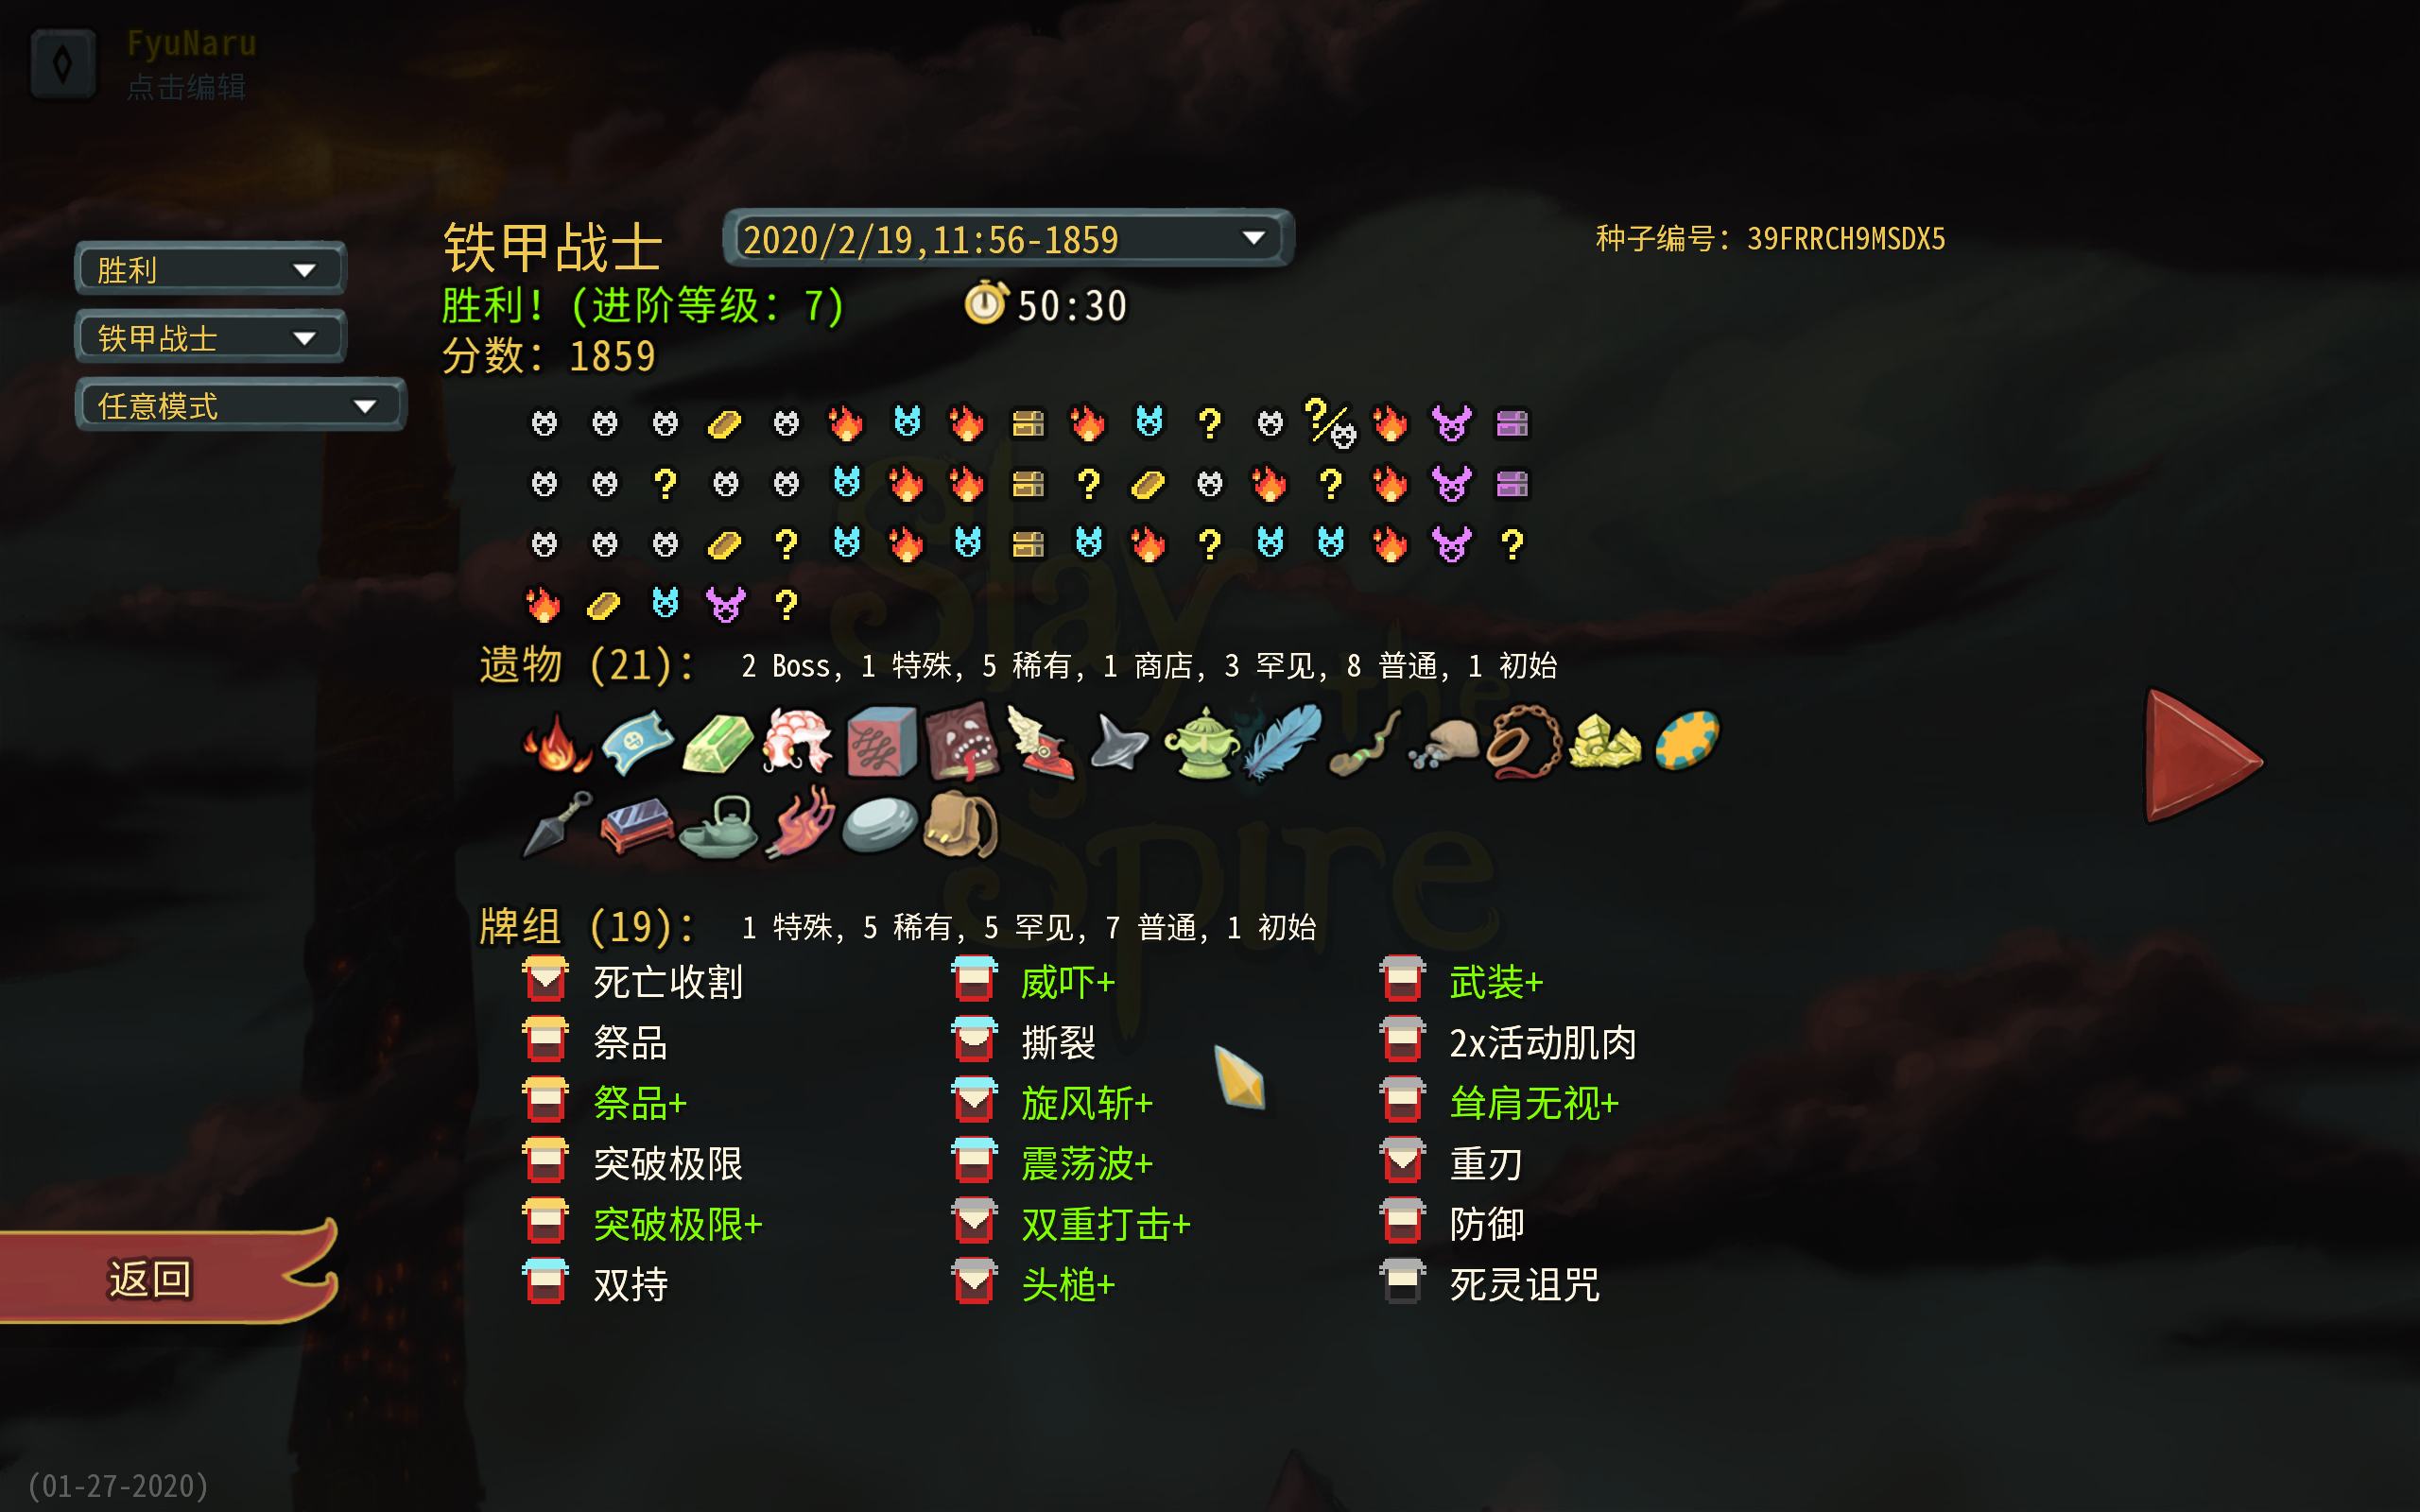 FyuNaru
点击编辑
铁甲战士
2020/2/19,11:56-1859
种子编号: 39FRRCH9MSDX5
胜利
铁甲战士
任意模式
胜利! (进阶等级: 7)
50:30
分数: 1859
遗物 (21):
2 Boss, 1 特殊, 5 稀有, 1 商店, 3 罕见, 8 普通, 1 初始
牌组 (19):
1 特殊, 5 稀有, 5 罕见, 7 普通, 1 初始
死亡收割
威吓+
武装+
祭品
撕裂
2x活动肌肉
祭品+
旋风斩+
耸肩无视+
突破极限
震荡波+
重刃
突破极限+
双重打击+
防御
双持
头槌+
死灵诅咒
返回
Slay
the
Spire
(01-27-2020)